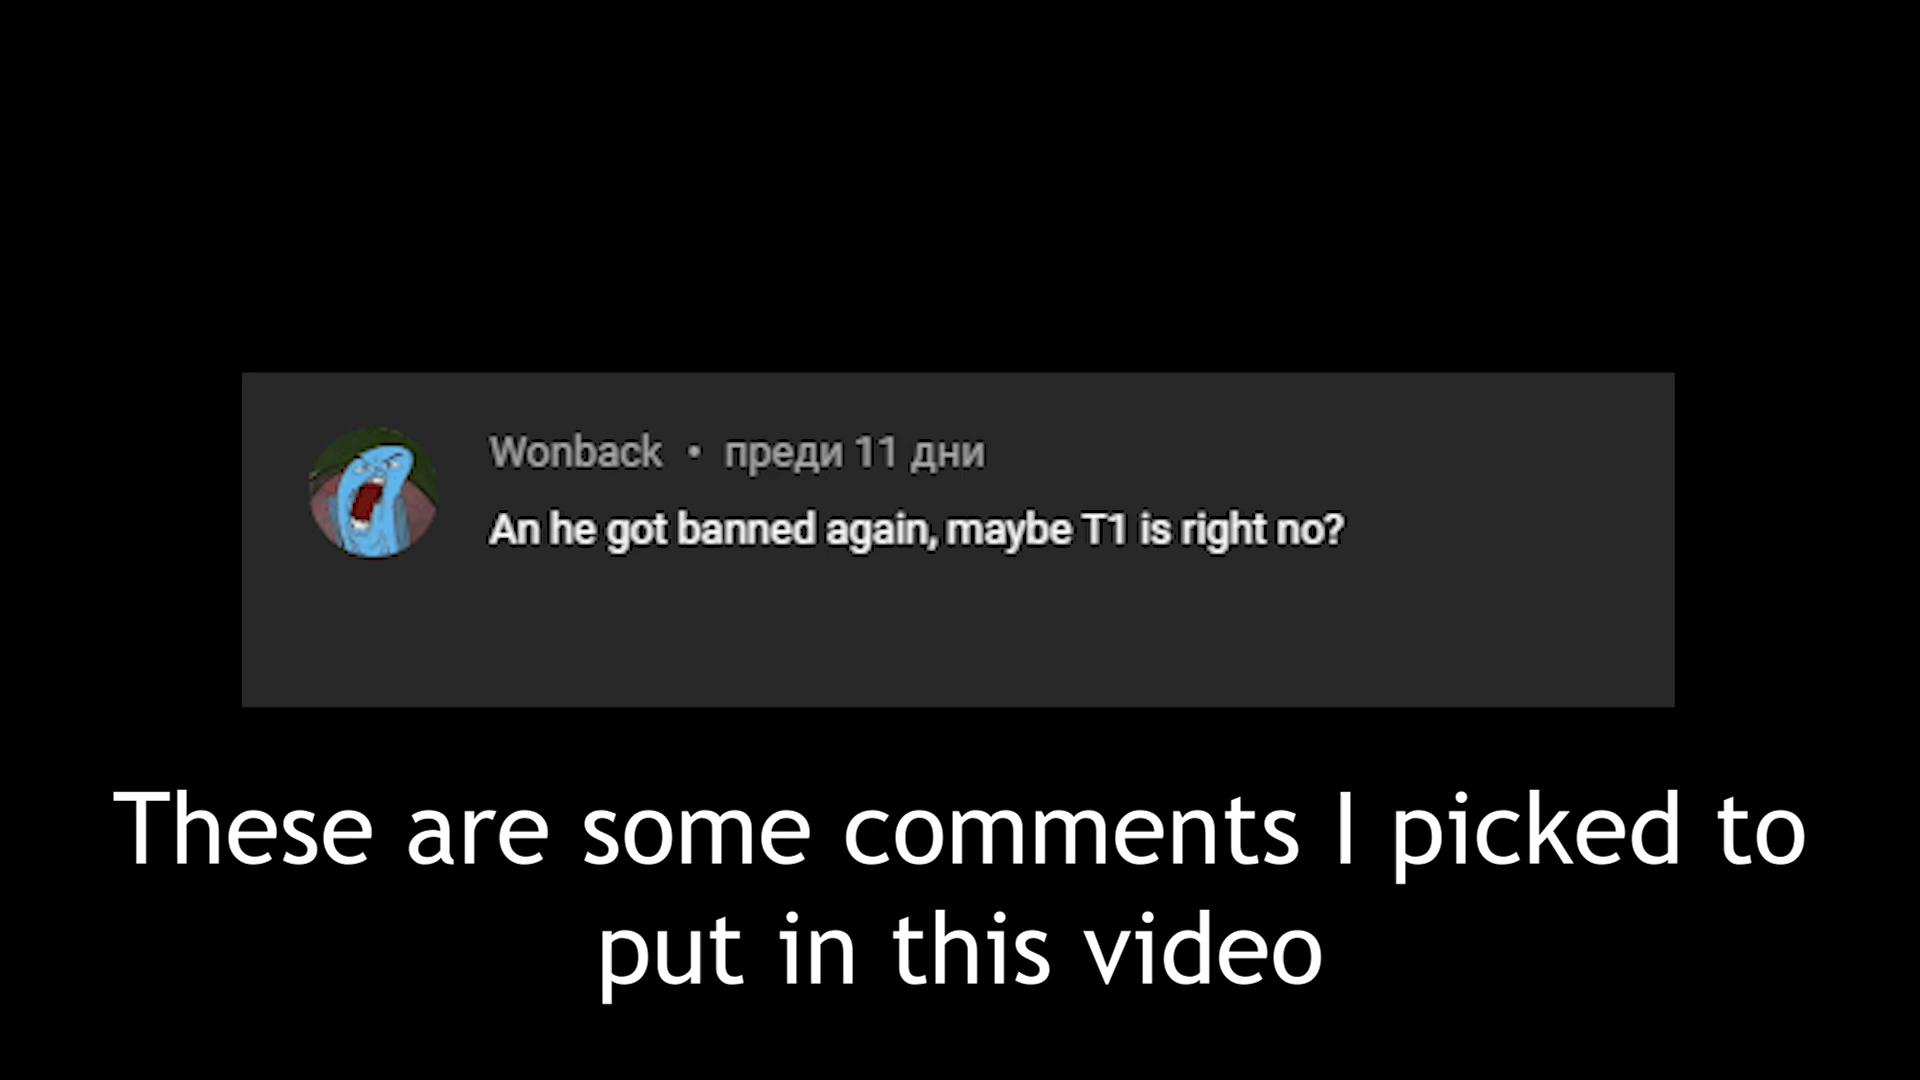 Wonback • преди 11 дни
An he got banned again, maybe T1 is right no?
These are some comments I picked to
put in this video